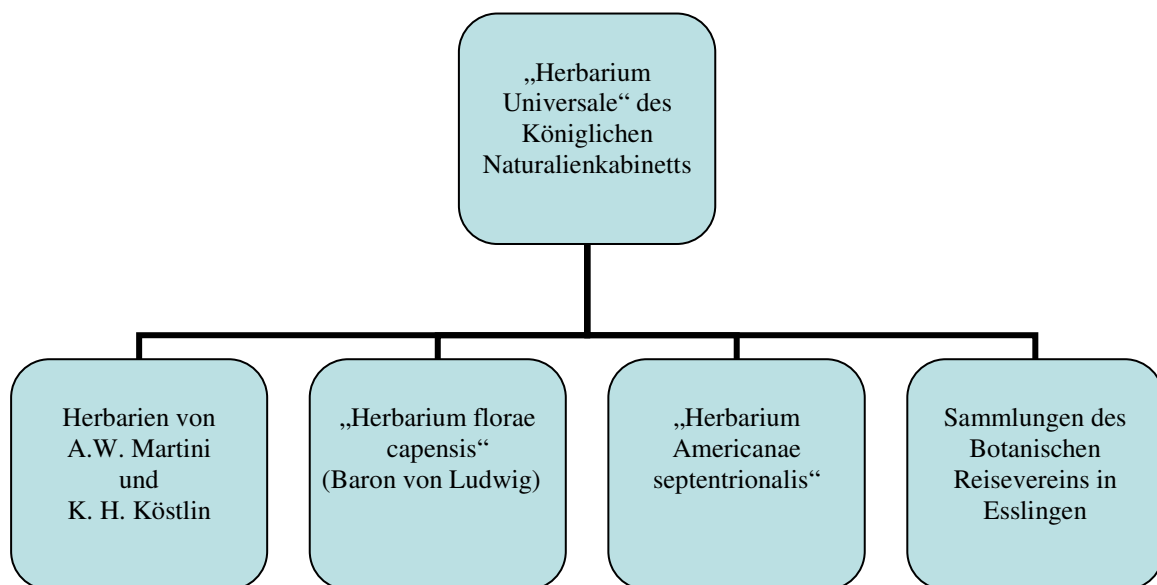 „Herbarium
Universale“ des
Königlichen
Naturalienkabinetts
Herbarien von
A.W. Martini
und
K. H. Köstlin
„Herbarium florae
capensis“
(Baron von Ludwig)
„Herbarium
Americanae
septentrionalis“
Sammlungen des
Botanischen
Reisevereins in
Esslingen